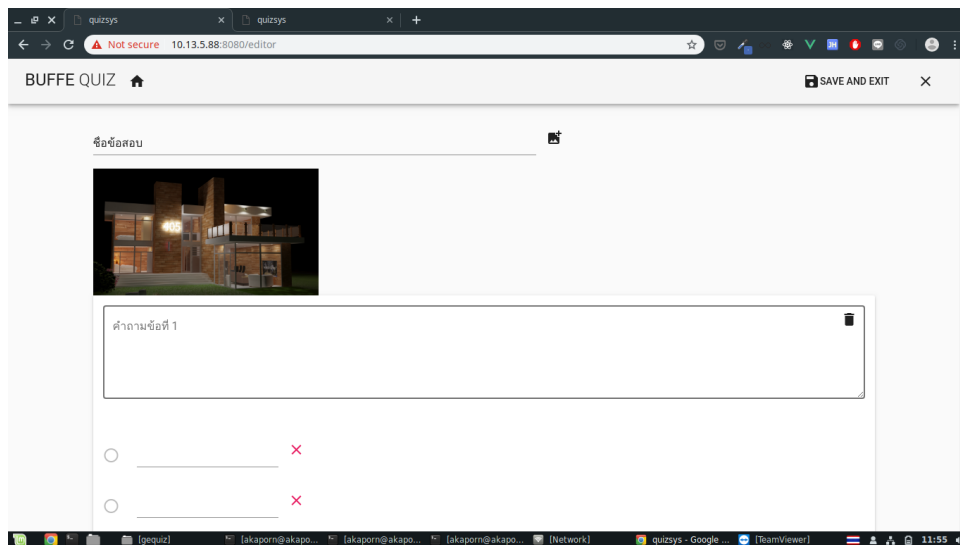 quizsys
quizsys
Not secure 10.13.5.88:8080/editor
BUFFE QUIZ
SAVE AND EXIT
ชื่อข้อสอบ
405
คำถามข้อที่ 1
[gequiz]
[akaporn@akapo...
[akaporn@akapo...
[akaporn@akapo...
[Network]
quizsys - Google ...
[TeamViewer]
11:55